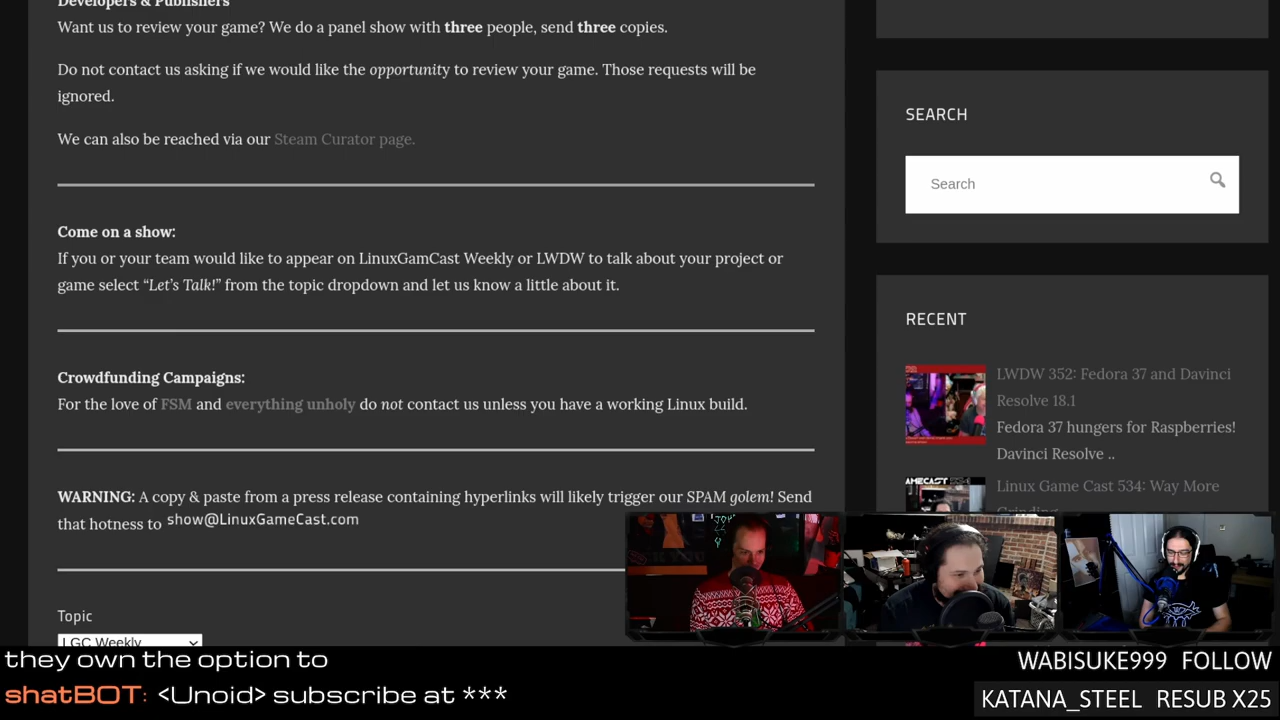 Developers & Publishers
Want us to review your game? We do a panel show with three people, send three copies.
Do not contact us asking if we would like the opportunity to review your game. Those requests will be
ignored.
We can also be reached via our Steam Curator page.
Come on a show:
If you or your team would like to appear on LinuxGamCast Weekly or LWDW to talk about your project or
game select “Let’s Talk!” from the topic dropdown and let us know a little about it.
Crowdfunding Campaigns:
For the love of FSM and everything unholy do not contact us unless you have a working Linux build.
WARNING: A copy & paste from a press release containing hyperlinks will likely trigger our SPAM golem! Send
that hotness to show@LinuxGameCast.com
Topic
LGC Weekly
SEARCH
Search
RECENT
LWDW 352: Fedora 37 and Davinci
Resolve 18.1
Fedora 37 hungers for Raspberries!
Davinci Resolve ..
Linux Game Cast 534: Way More
Grinding
they own the option to
shatBOT: <Unoid> subscribe at ***
WABISUKE999 FOLLOW
KATANA_STEEL RESUB X25